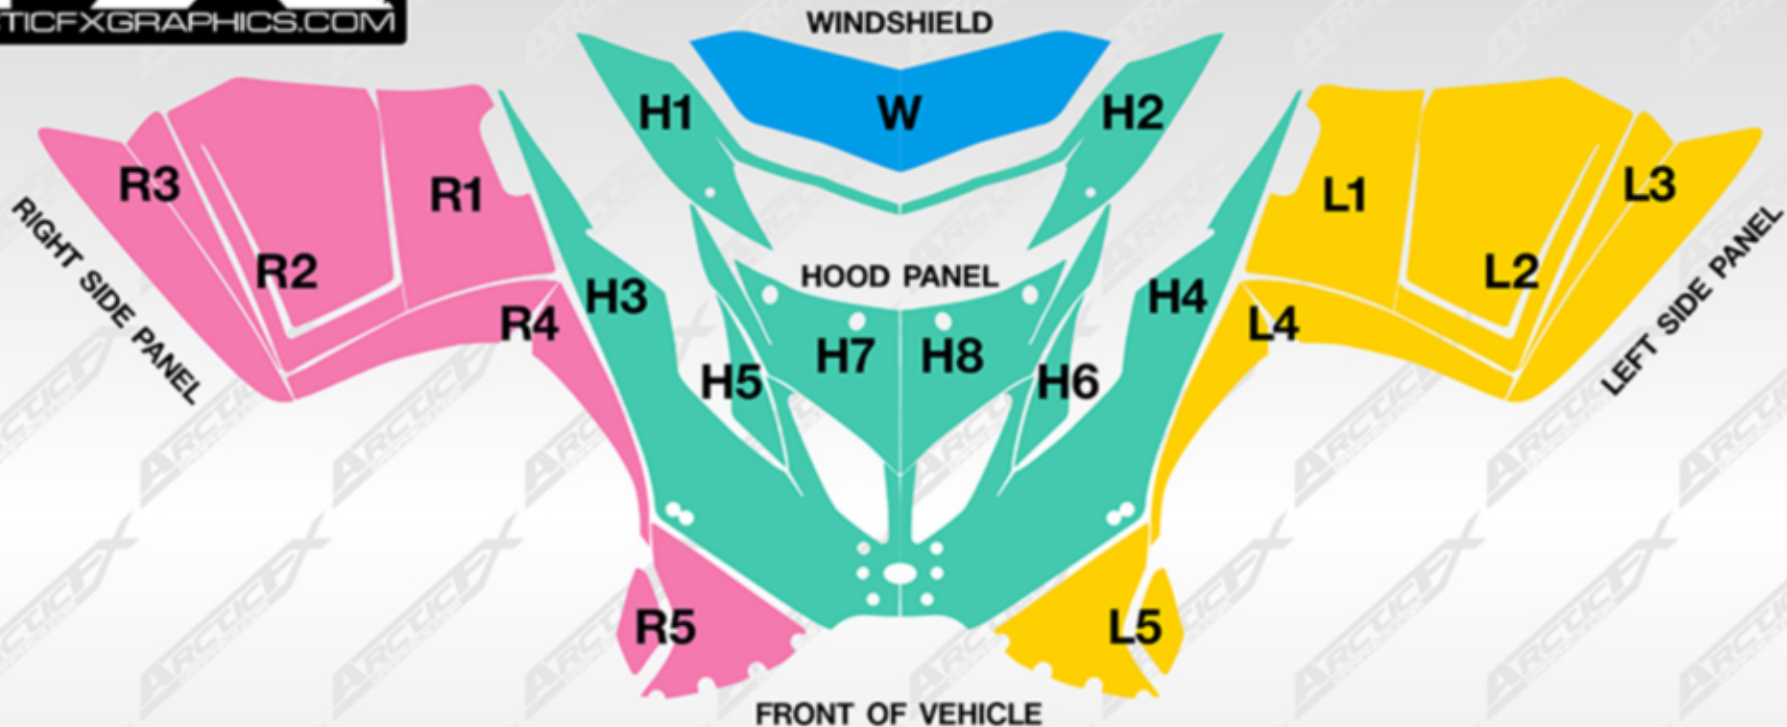 TICFXGRAPHICS.COM
WINDSHIELD
H1
W
H2
R3
R1
L1
L3
RIGHT SIDE PANEL
R2
HOOD PANEL
L2
LEFT SIDE PANEL
R4
H3
H4
L4
H5
H7
H8
H6
R5
L5
FRONT OF VEHICLE
ARCTICFX